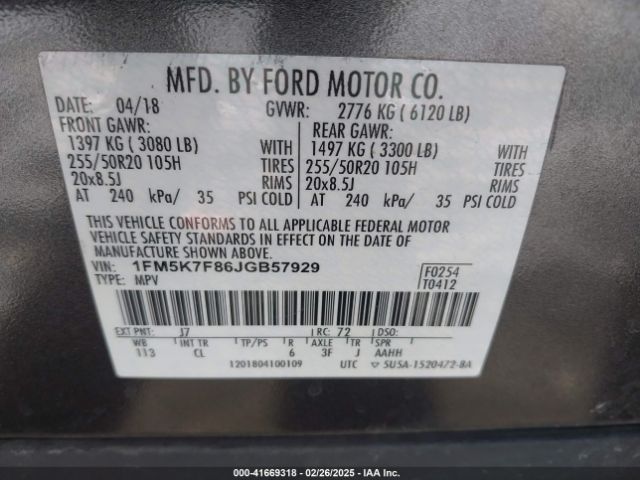 MFD. BY FORD MOTOR CO.
DATE: 04/18 GVWR: 2776 KG ( 6120 LB)
FRONT GAWR: REAR GAWR:
1397 KG ( 3080 LB) WITH 1497 KG ( 3300 LB) WITH
255/50R20 105H TIRES 255/50R20 105H TIRES
20x8.5J RIMS 20x8.5J RIMS
AT 240 kPa/ 35 PSI COLD AT 240 kPa/ 35 PSI COLD
THIS VEHICLE CONFORMS TO ALL APPLICABLE FEDERAL MOTOR
VEHICLE SAFETY STANDARDS IN EFFECT ON THE DATE OF
MANUFACTURE SHOWN ABOVE.
VIN: 1FM5K7F86JGB57929 F0254
TYPE: MPV T0412
EXT PNT: J7 RC: 72 DSO:
WB INT TR TP/PS R AXLE TR SPR
113 CL 6 3F J AAHH
1201804100109 UTC ▽ 5U5A-1520472-BA
000-41669318 - 02/26/2025 - IAA Inc.